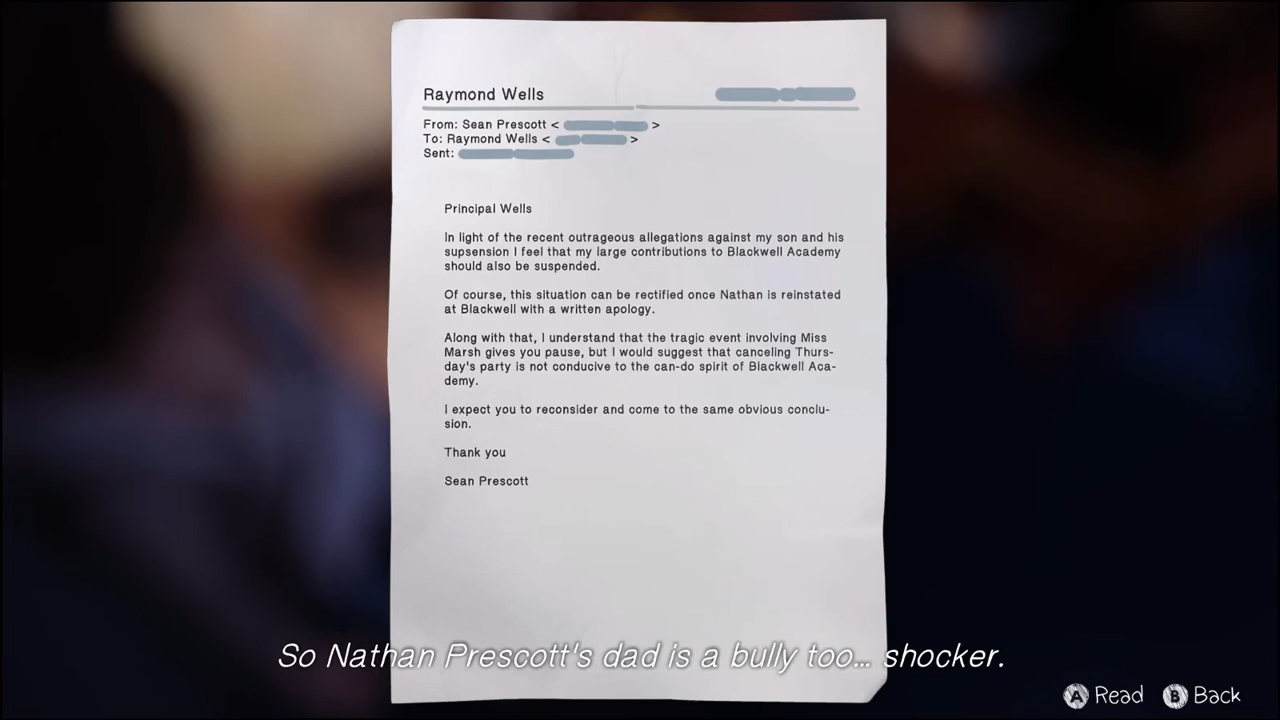 Raymond Wells
From: Sean Prescott < >
To: Raymond Wells < >
Sent:
Principal Wells
In light of the recent outrageous allegations against my son and his
supsension I feel that my large contributions to Blackwell Academy
should also be suspended.
Of course, this situation can be rectified once Nathan is reinstated
at Blackwell with a written apology.
Along with that, I understand that the tragic event involving Miss
Marsh gives you pause, but I would suggest that canceling Thurs-
day's party is not conducive to the can-do spirit of Blackwell Aca-
demy.
I expect you to reconsider and come to the same obvious conclu-
sion.
Thank you
Sean Prescott
So Nathan Prescott's dad is a bully too... shocker.
A Read B Back